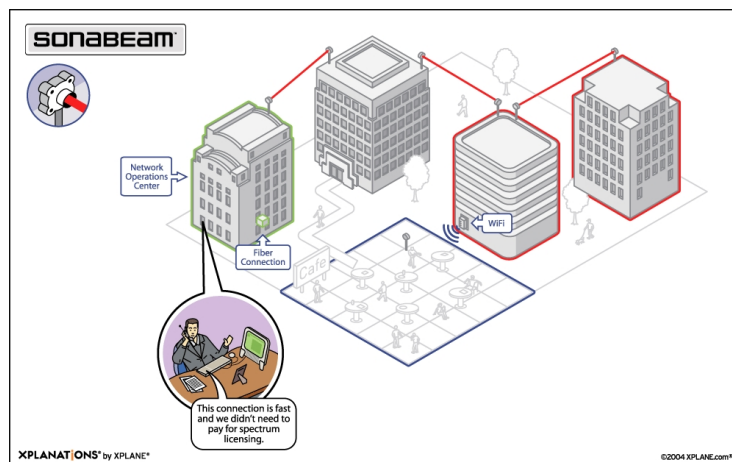 SONABEAM
Network
Operations
Center
WiFi
Fiber
Connection
Cafe
This connection is fast
and we didn't need to
pay for spectrum
licensing.
XPLANATIONS® by XPLANE®
©2004 XPLANE.com®